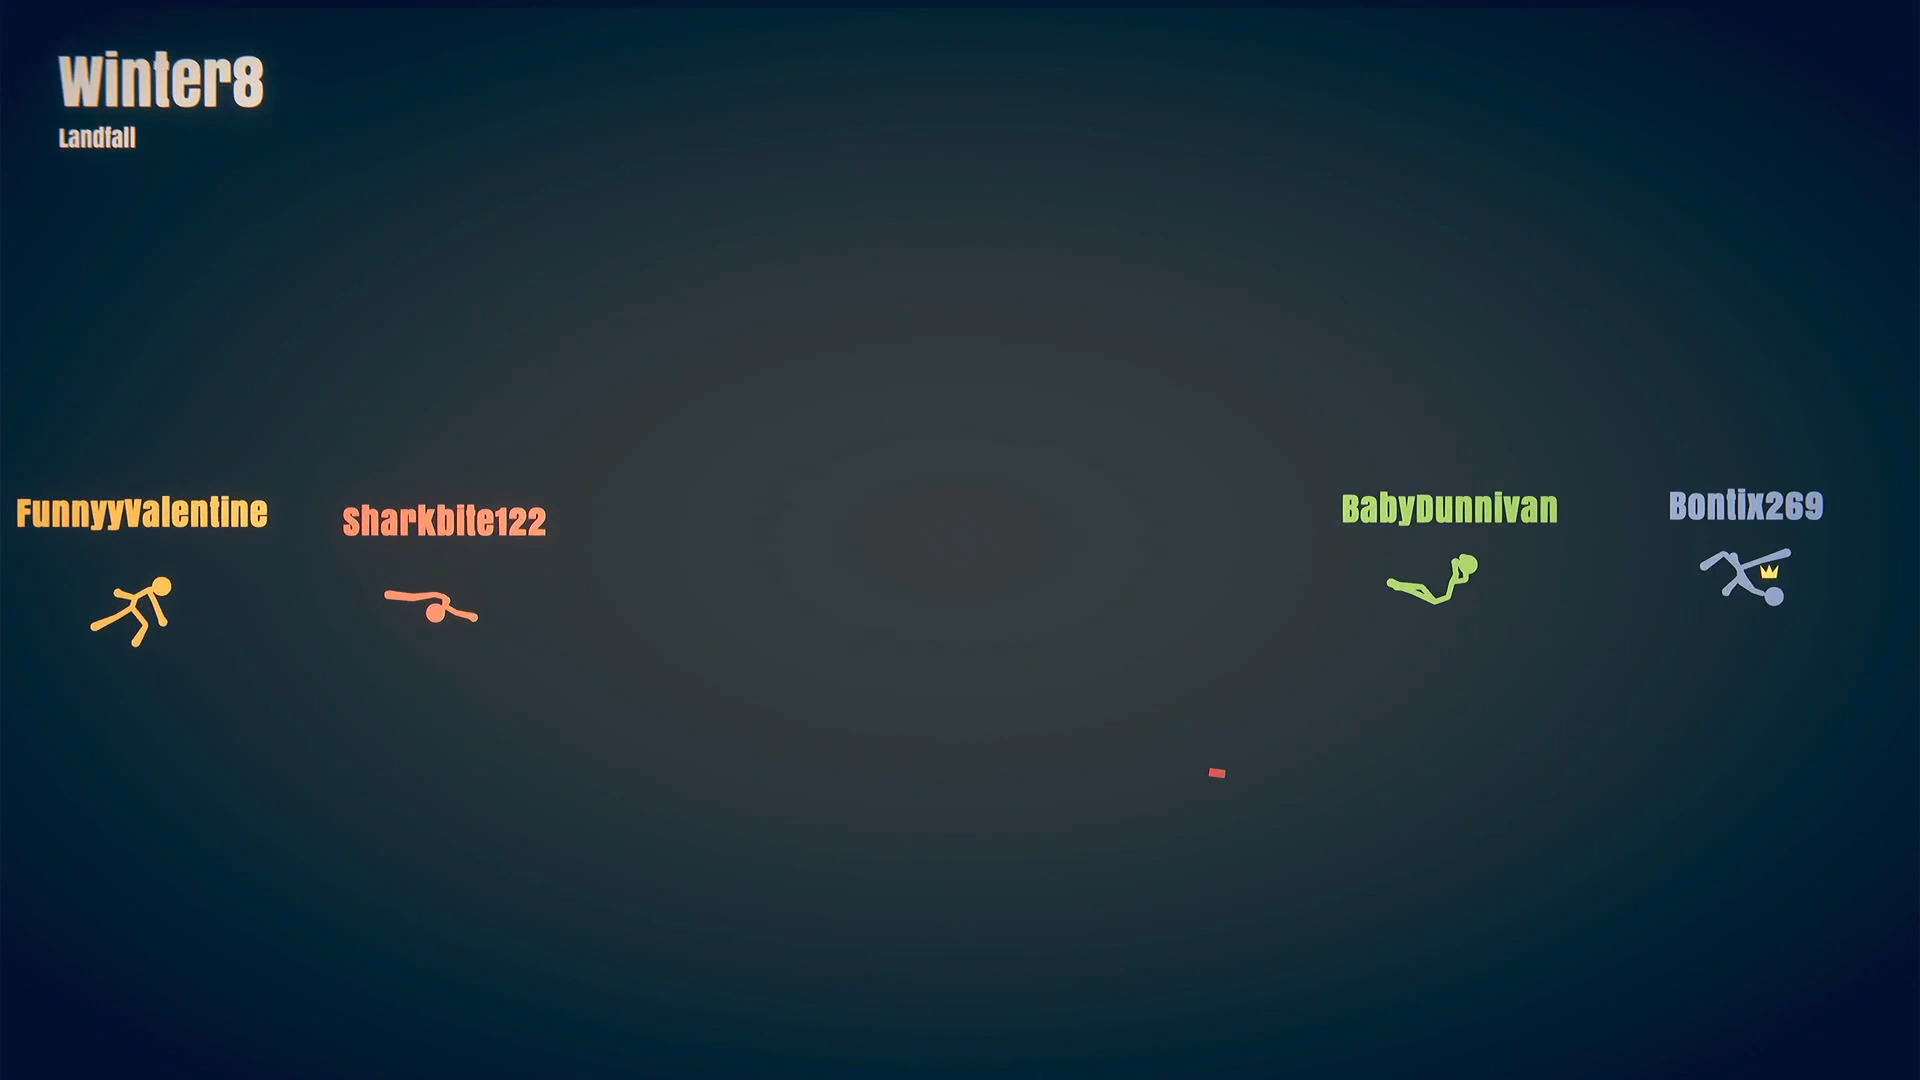 Winter8
Landfall
FunnyyValentine
sharkbite122
BabyDunnivan
Bontix269